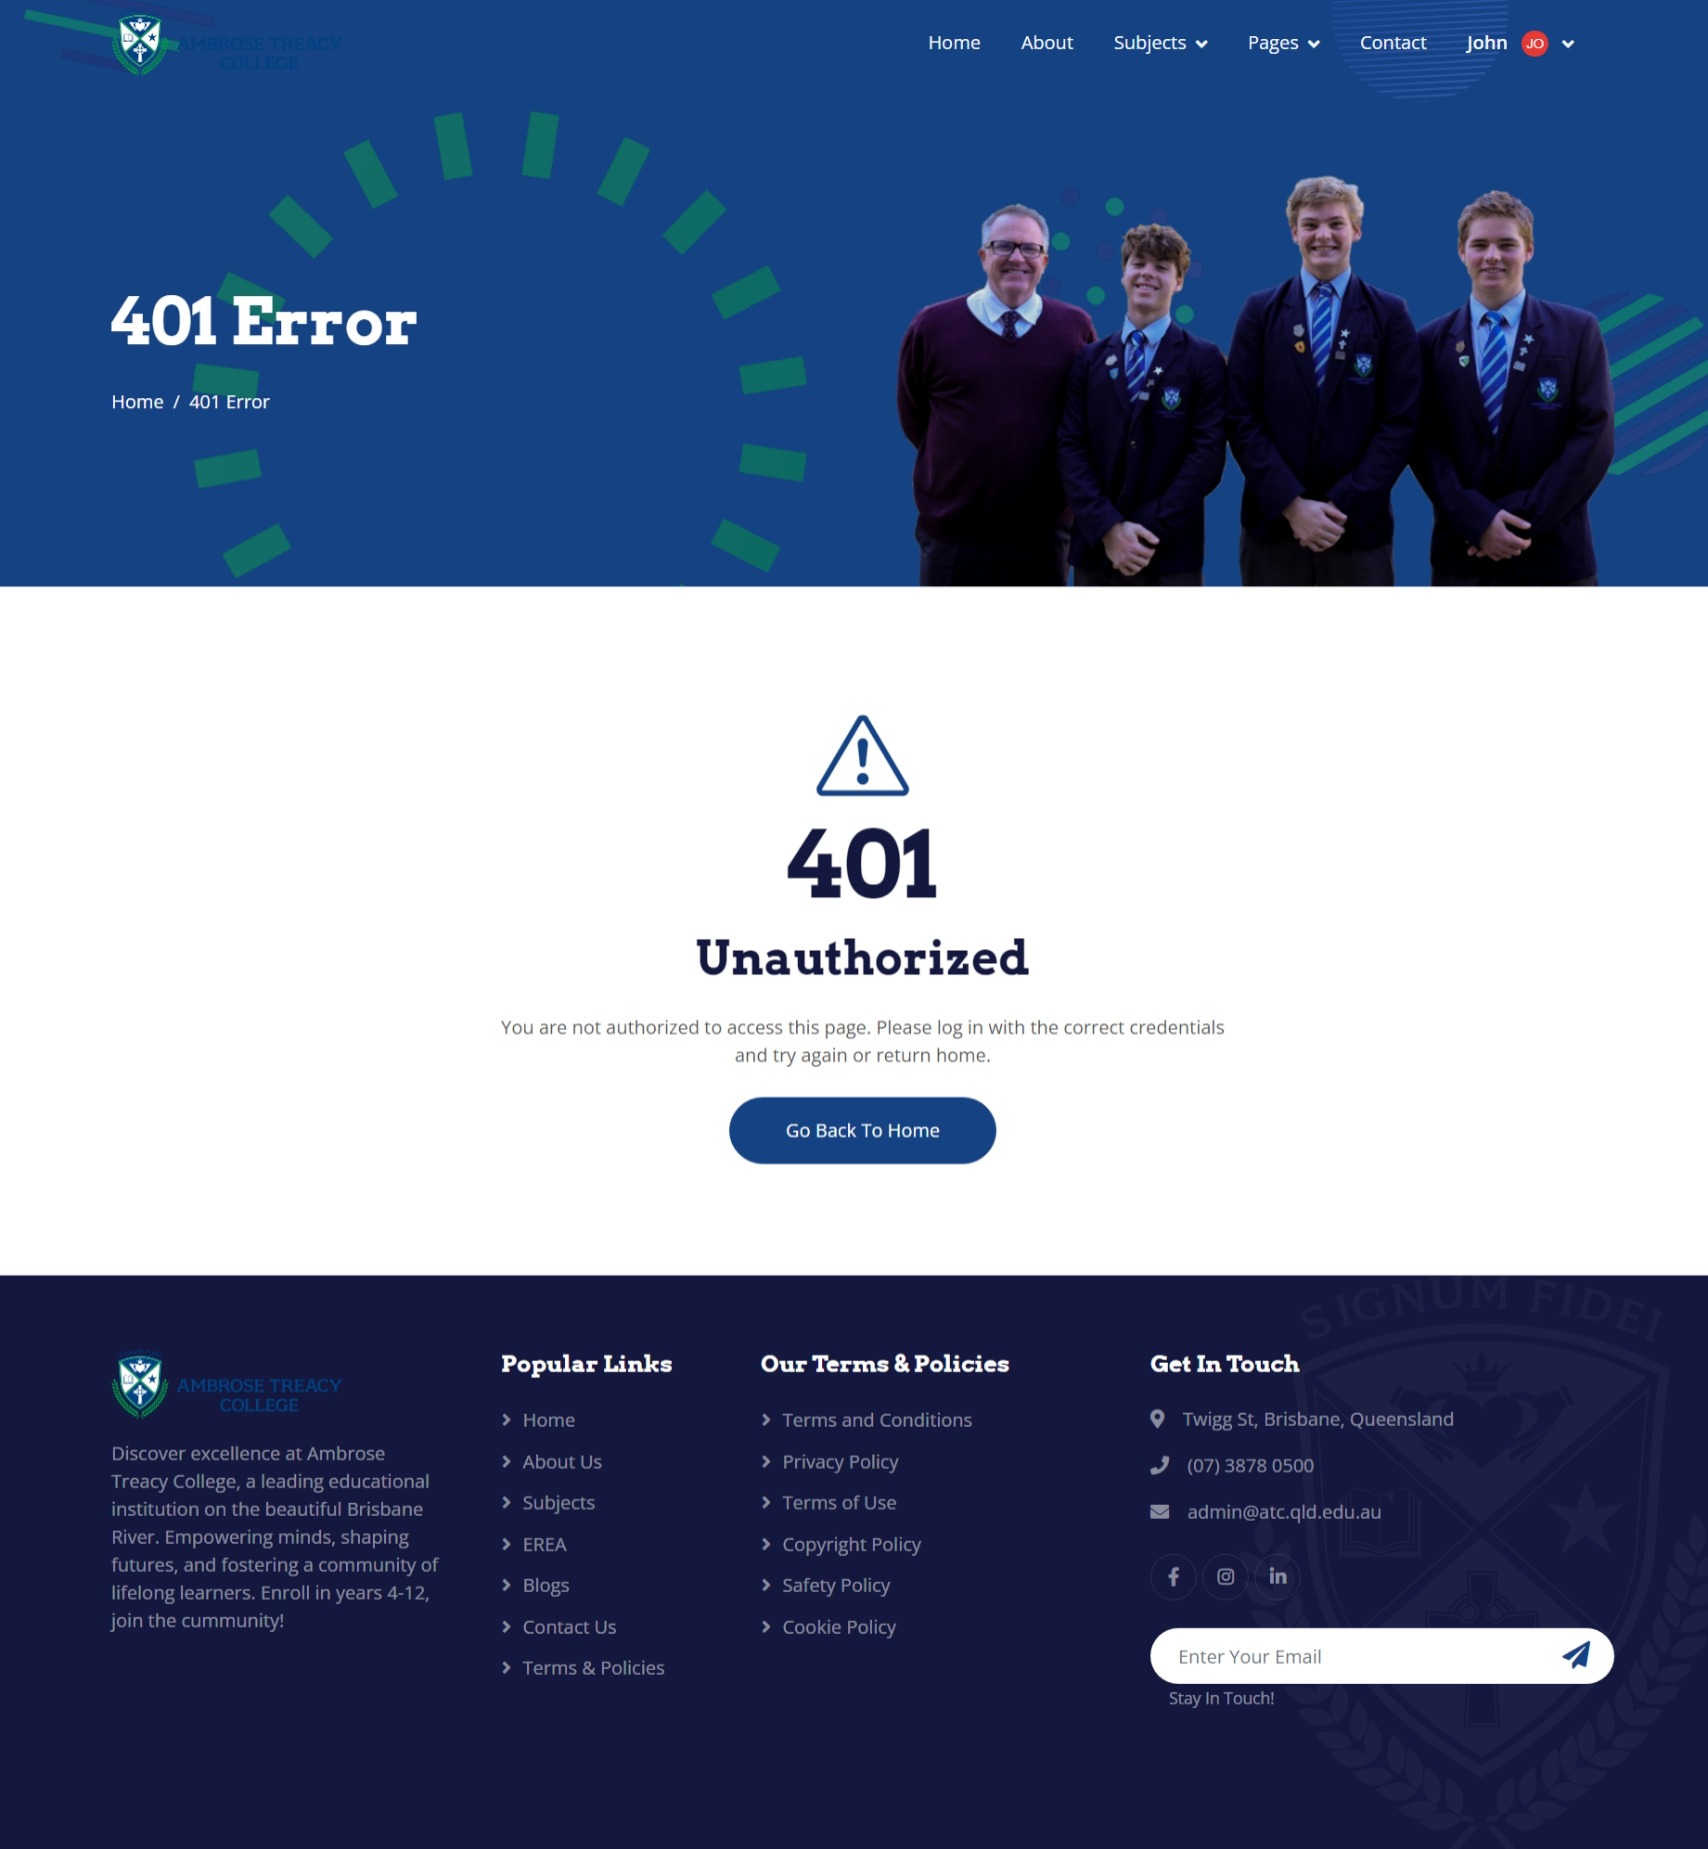 AMBROSE TREACY
COLLEGE
Home
About
Subjects
Pages
Contact
John
JO
401 Error
Home / 401 Error
401
Unauthorized
You are not authorized to access this page. Please log in with the correct credentials
and try again or return home.
Go Back To Home
SIGNUM FIDEI
AMBROSE TREACY
COLLEGE
Discover excellence at Ambrose
Treacy College, a leading educational
institution on the beautiful Brisbane
River. Empowering minds, shaping
futures, and fostering a community of
lifelong learners. Enroll in years 4-12,
join the cummunity!
Popular Links
Home
About Us
Subjects
EREA
Blogs
Contact Us
Terms & Policies
Our Terms & Policies
Terms and Conditions
Privacy Policy
Terms of Use
Copyright Policy
Safety Policy
Cookie Policy
Get In Touch
Twigg St, Brisbane, Queensland
(07) 3878 0500
admin@atc.qld.edu.au
Enter Your Email
Stay In Touch!